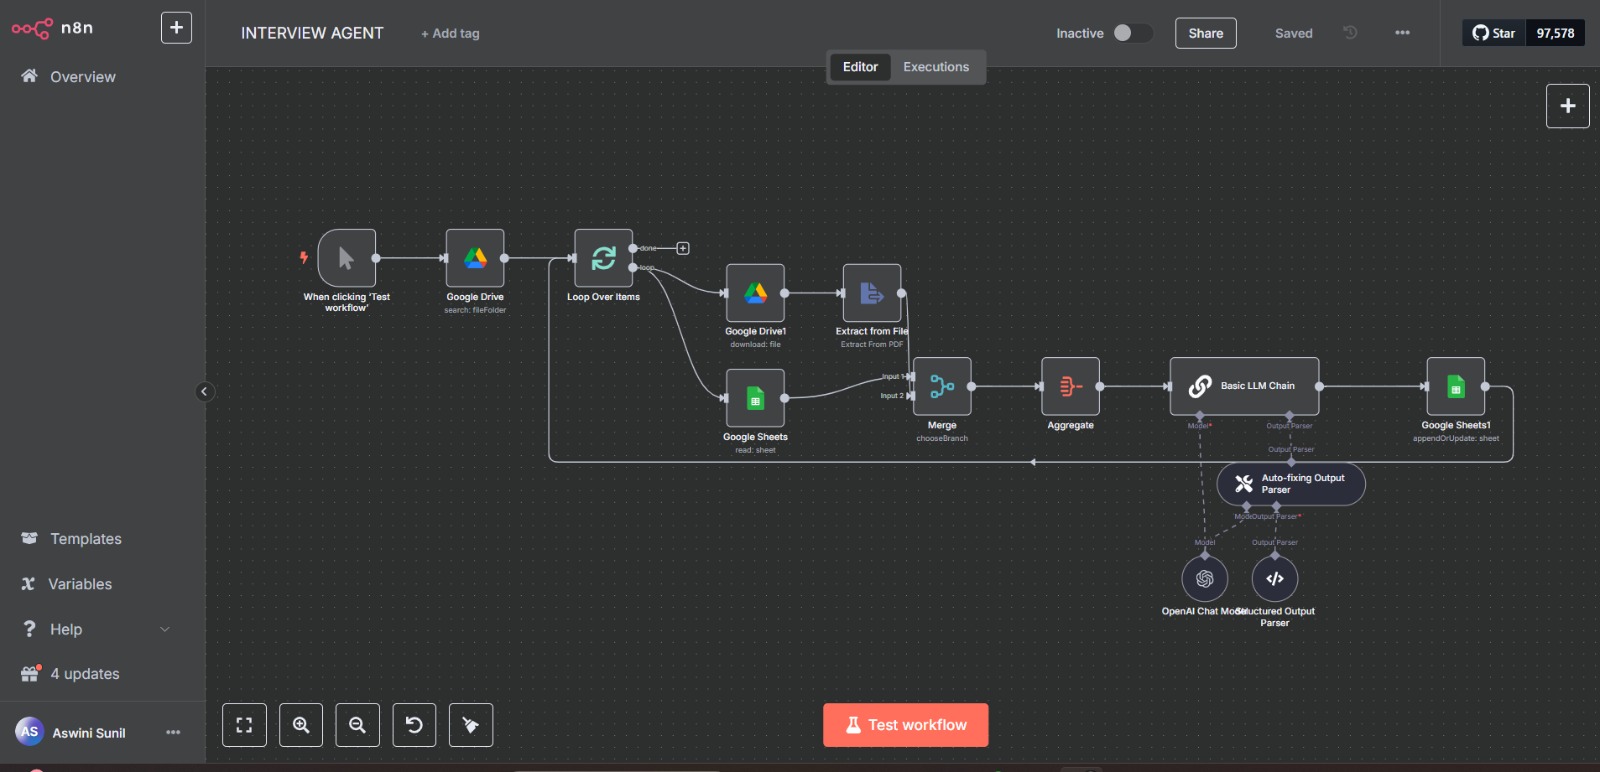 n8n
INTERVIEW AGENT
+ Add tag
Inactive
Share
Saved
Star
97,578
Editor
Executions
Overview
When clicking ‘Test
workflow’
Google Drive
search: fileFolder
Loop Over Items
done
loop
Google Drive1
download: file
Extract from File
Extract From PDF
Google Sheets
read: sheet
Input 1
Input 2
Merge
chooseBranch
Aggregate
Basic LLM Chain
Model*
Output Parser
Output Parser
Google Sheets1
appendOrUpdate: sheet
Auto-fixing Output
Parser
Output Parser*
Model
Output Parser
OpenAI Chat
Structured Output
Parser
Templates
Variables
Help
4 updates
AS
Aswini Sunil
Test workflow